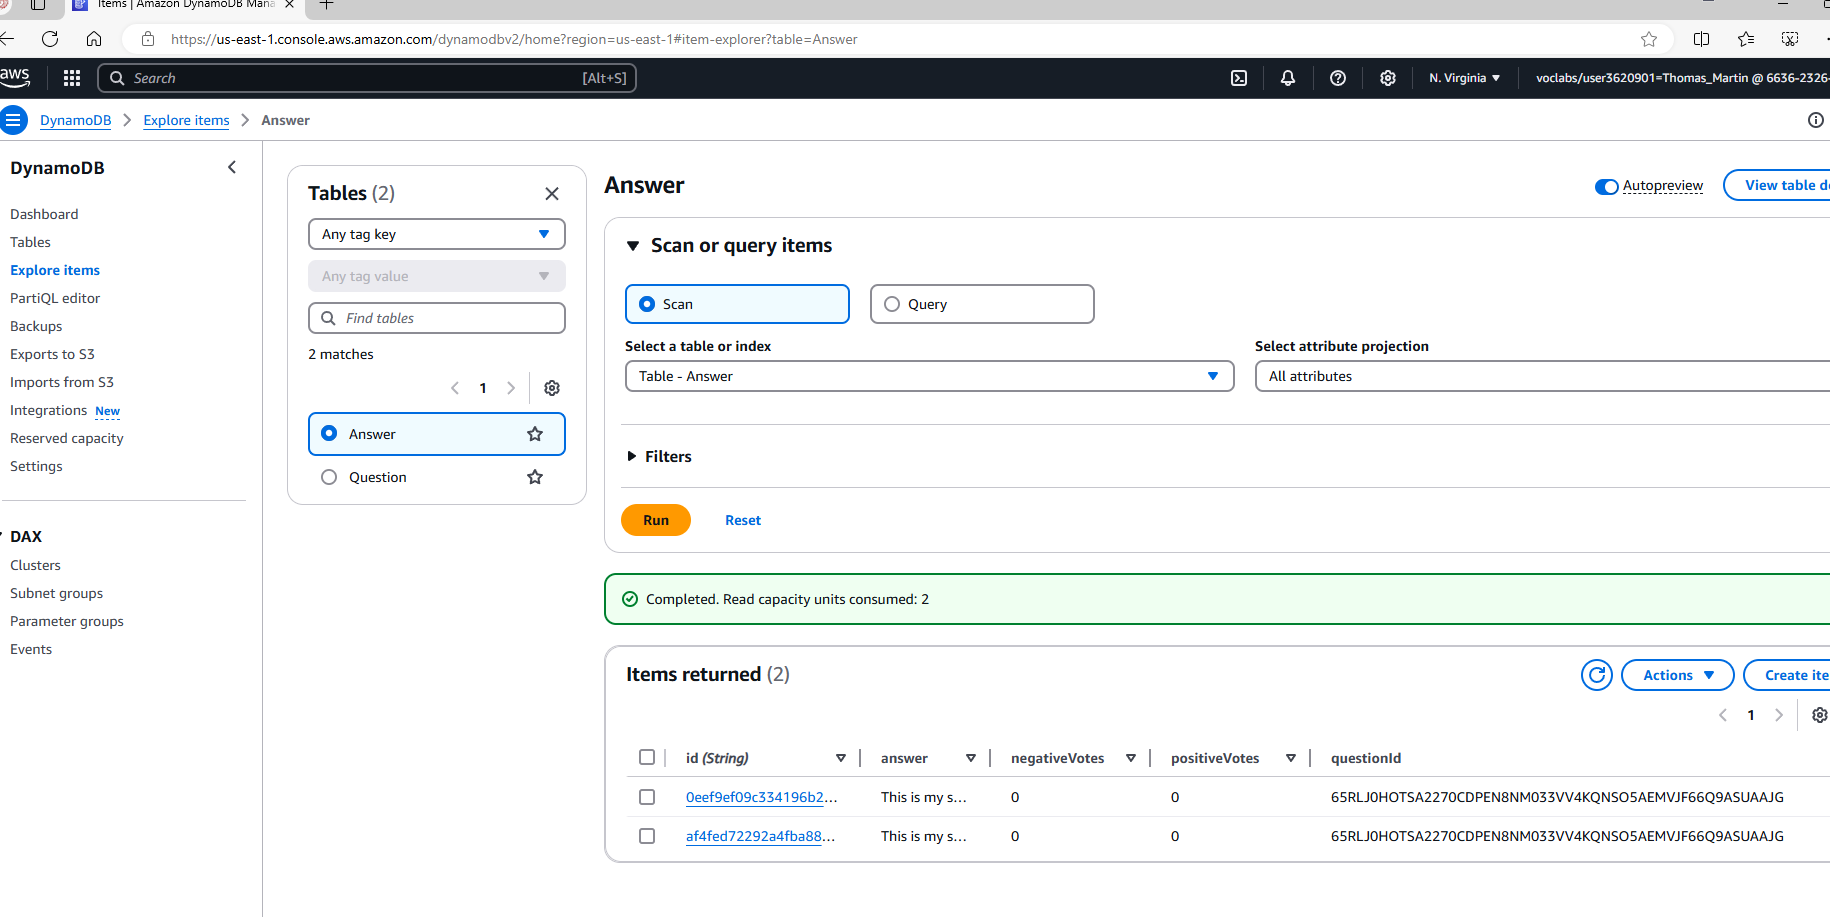 Items | Amazon DynamoDB Mana
https://us-east-1.console.aws.amazon.com/dynamodbv2/home?region=us-east-1#item-explorer?table=Answer
aws
Search
[Alt+S]
N. Virginia
voclabs/user3620901=Thomas_Martin @ 6636-2326-
DynamoDB
Explore items
Answer
DynamoDB
Dashboard
Tables
Explore items
PartiQL editor
Backups
Exports to S3
Imports from S3
Integrations New
Reserved capacity
Settings
DAX
Clusters
Subnet groups
Parameter groups
Events
Tables (2)
Any tag key
Any tag value
Find tables
2 matches
1
Answer
Question
Answer
Autopreview
View table d
Scan or query items
Scan
Query
Select a table or index
Select attribute projection
Table - Answer
All attributes
Filters
Run
Reset
Completed. Read capacity units consumed: 2
Items returned (2)
Actions
Create ite
1
id (String) answer negativeVotes positiveVotes questionId
0eef9ef09c334196b2... This is my s... 0 0 65RLJ0HOTSA2270CDPEN8NM033VV4KQNSO5AEMVJF66Q9ASUAAJG
af4fed72292a4fba88... This is my s... 0 0 65RLJ0HOTSA2270CDPEN8NM033VV4KQNSO5AEMVJF66Q9ASUAAJG